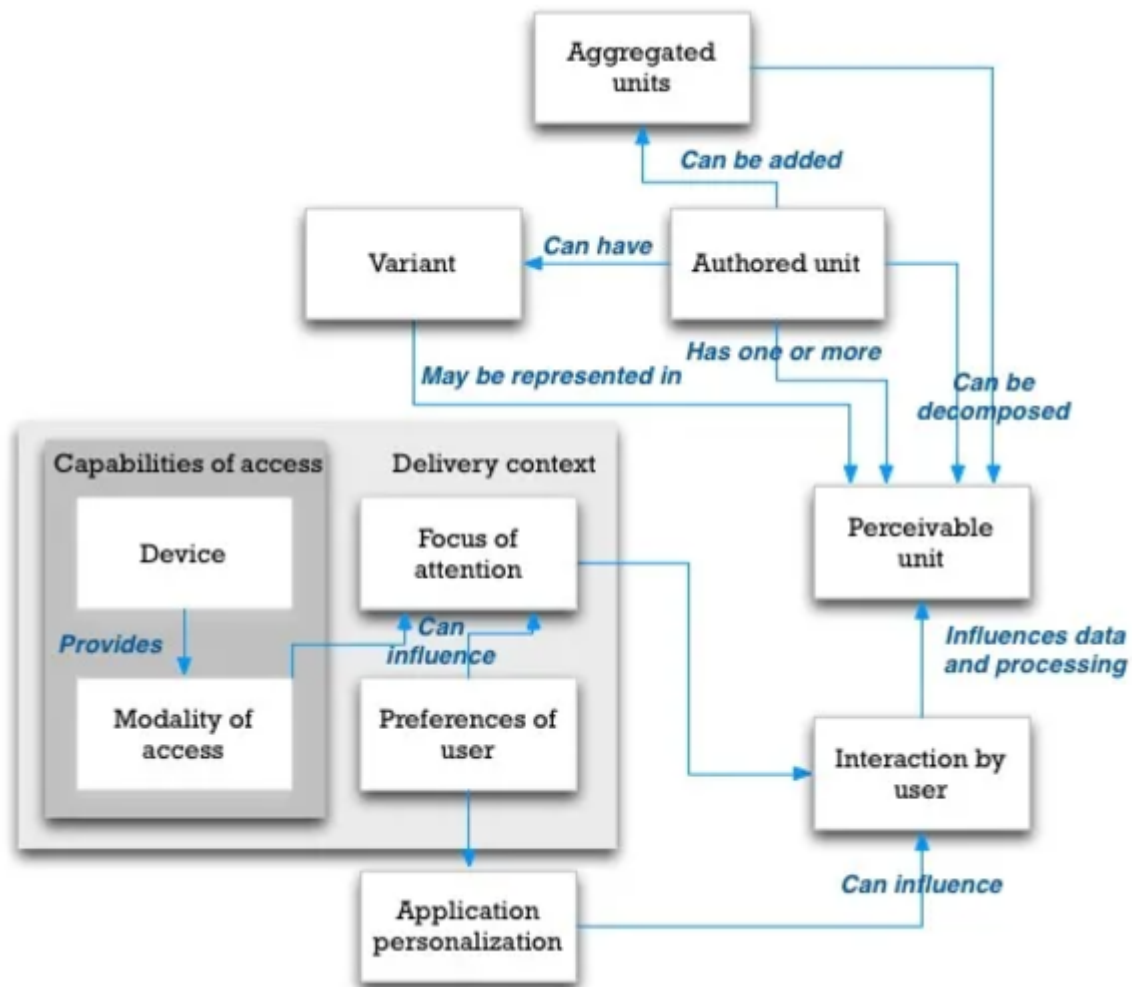 Aggregated
units
Can be added
Variant
Can have
Authored unit
Has one or more
May be represented in
Can be
decomposed
Capabilities of access
Delivery context
Device
Focus of
attention
Perceivable
unit
Provides
Can
influence
Influences data
and processing
Modality of
access
Preferences of
user
Interaction by
user
Can influence
Application
personalization